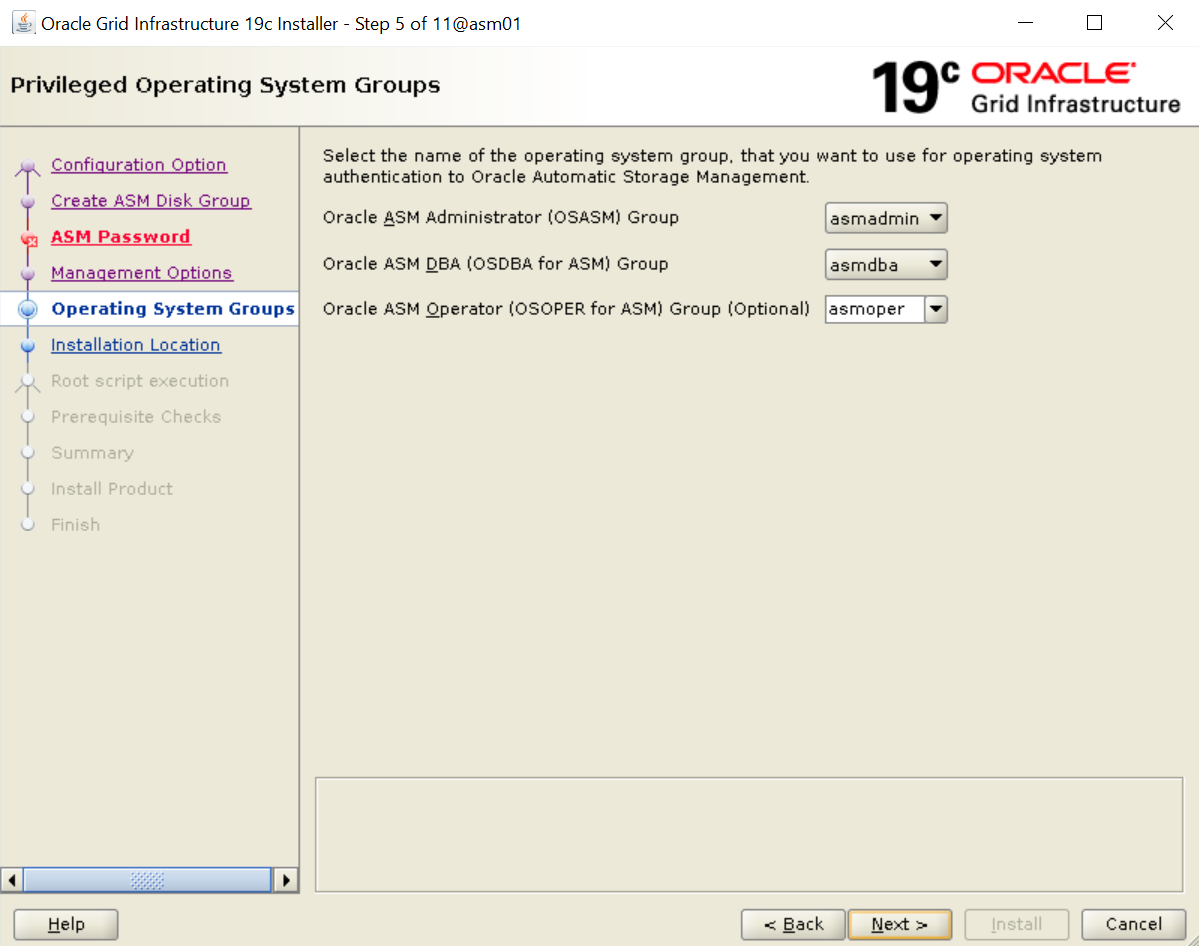 Oracle Grid Infrastructure 19c Installer - Step 5 of 11@asm01
Privileged Operating System Groups
19c ORACLE
Grid Infrastructure
Configuration Option
Create ASM Disk Group
ASM Password
Management Options
Operating System Groups
Installation Location
Root script execution
Prerequisite Checks
Summary
Install Product
Finish
Select the name of the operating system group, that you want to use for operating system
authentication to Oracle Automatic Storage Management.
Oracle ASM Administrator (OSASM) Group asmadmin
Oracle ASM DBA (OSDBA for ASM) Group asmdba
Oracle ASM Operator (OSOPER for ASM) Group (Optional) asmoper
Help < Back Next > Install Cancel